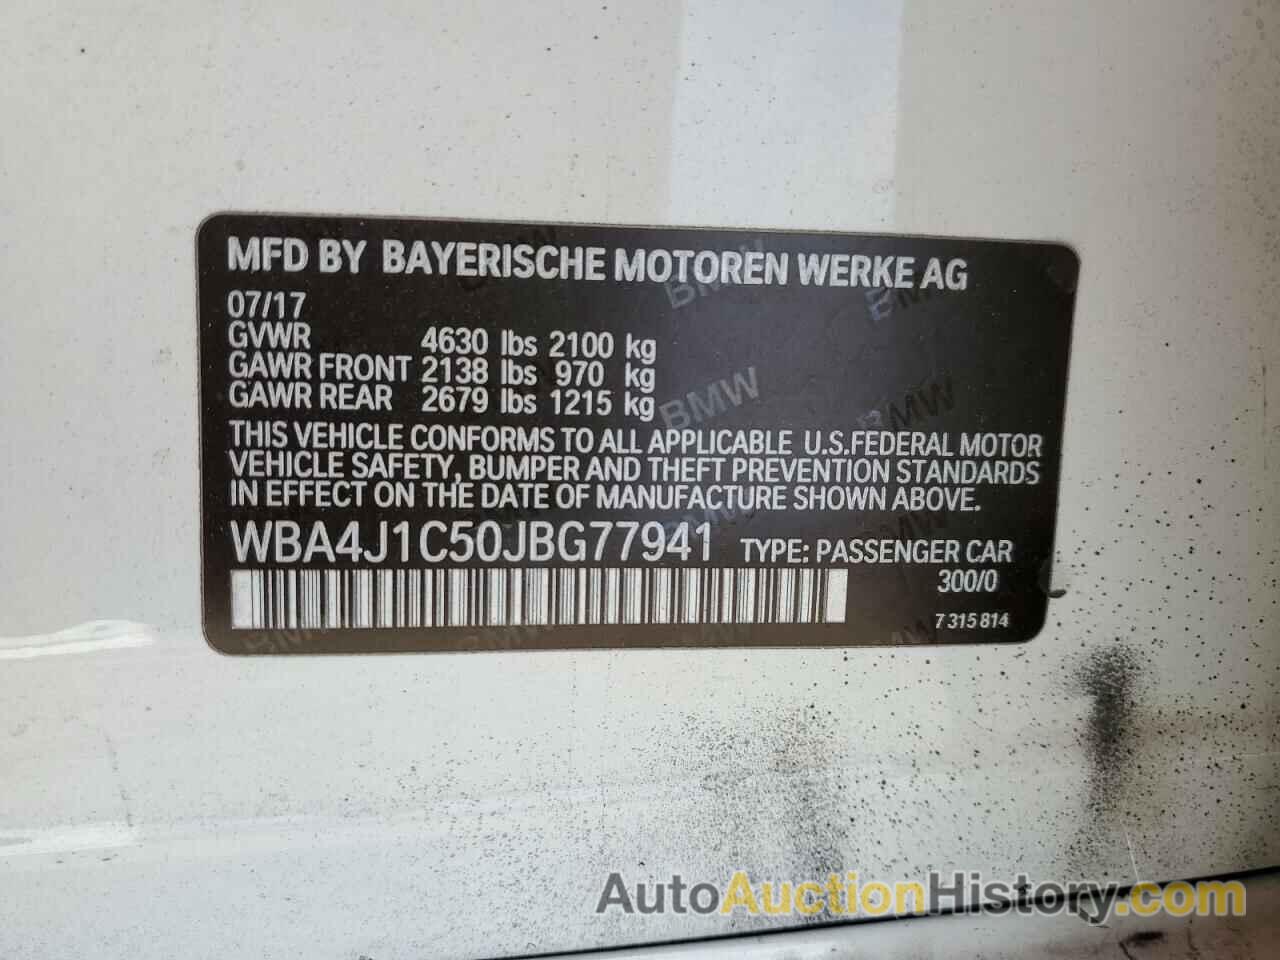 MFD BY BAYERISCHE MOTOREN WERKE AG
07/17
GVWR 4630 lbs 2100 kg
GAWR FRONT 2138 lbs 970 kg
GAWR REAR 2679 lbs 1215 kg
THIS VEHICLE CONFORMS TO ALL APPLICABLE U.S.FEDERAL MOTOR
VEHICLE SAFETY, BUMPER AND THEFT PREVENTION STANDARDS
IN EFFECT ON THE DATE OF MANUFACTURE SHOWN ABOVE.
WBA4J1C50JBG77941 TYPE: PASSENGER CAR
300/0
7 315 814
AutoAuctionHistory.com